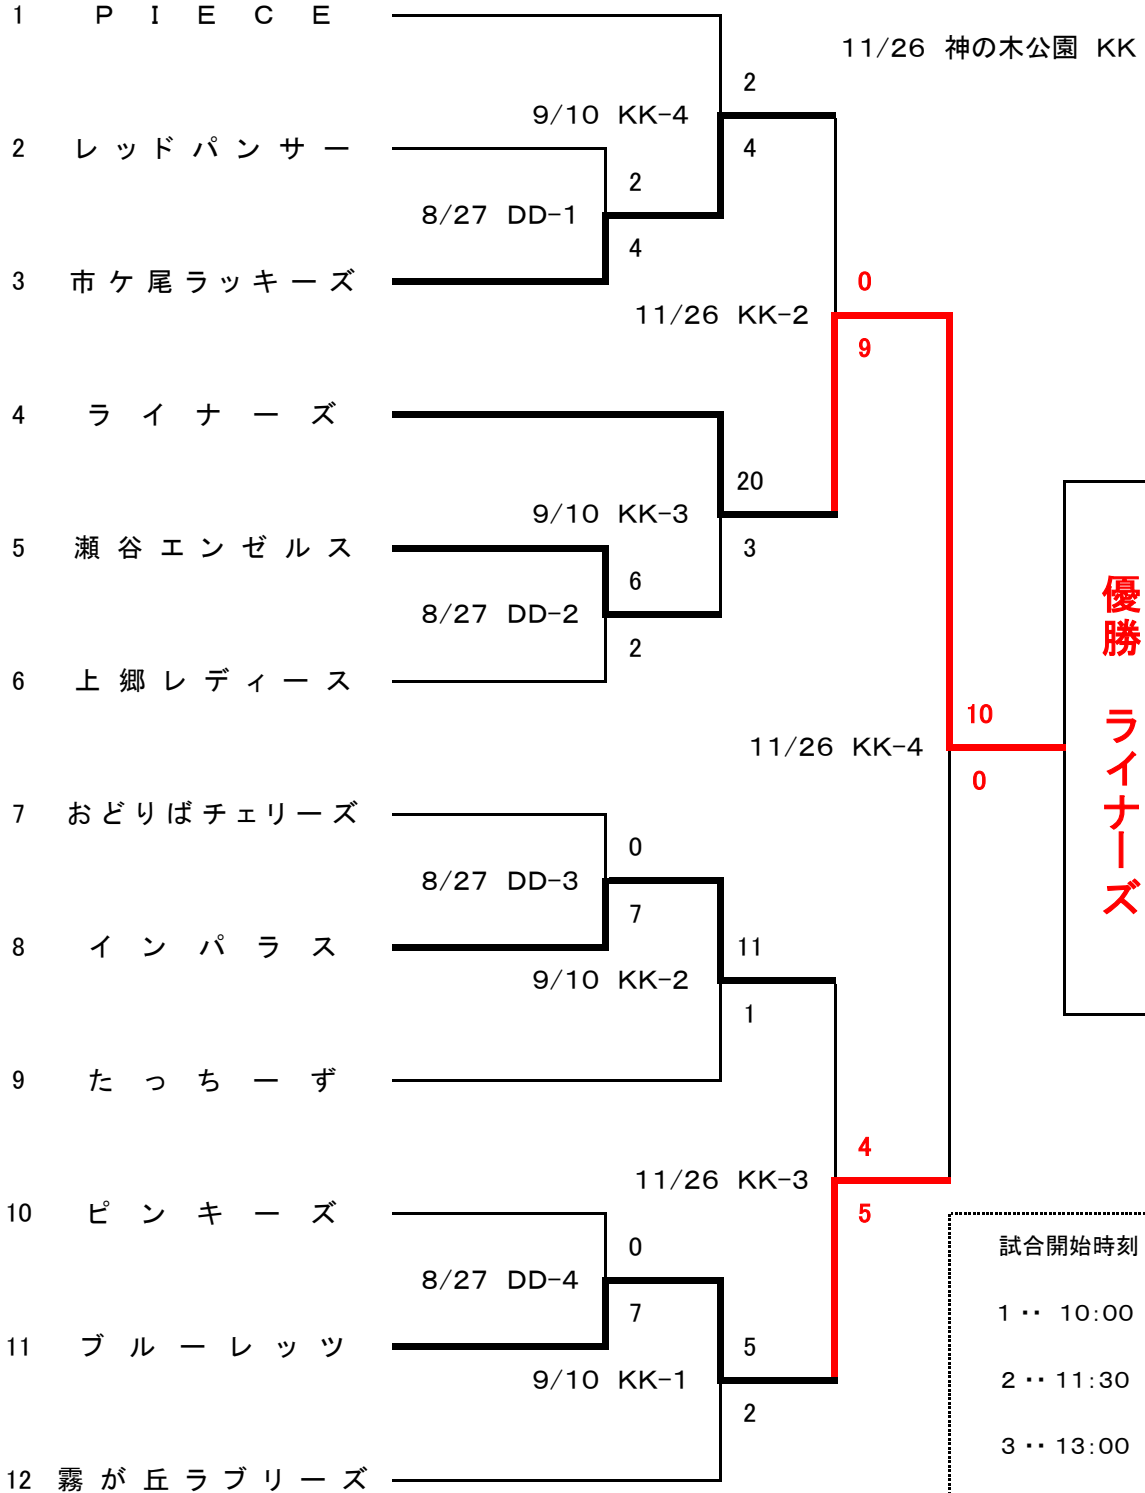 1 PIECE
11/26 神の木公園 KK
2
9/10 KK-4
2 レッドパンサー
4
2
8/27 DD-1
4
3 市ケ尾ラッキーズ
0
11/26 KK-2
9
4 ライナーズ
20
9/10 KK-3
5 瀬谷エンゼルス
3
6
8/27 DD-2
2
6 上郷レディース
優勝 ライナーズ
10
11/26 KK-4
0
7 おどりばチェリーズ
0
8/27 DD-3
7
8 インパラス
11
9/10 KK-2
1
9 たっちーず
4
11/26 KK-3
5
10 ピンキーズ
0
8/27 DD-4
7
11 ブルーレッツ
5
9/10 KK-1
2
12 霧が丘ラブリーズ
試合開始時刻
1 ‥ 10:00
2 ‥ 11:30
3 ‥ 13:00